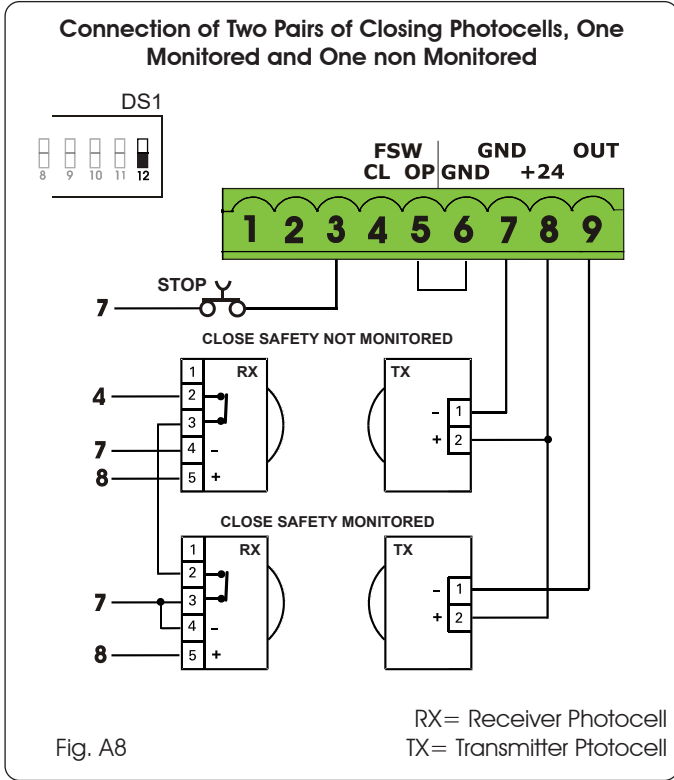 Connection of Two Pairs of Closing Photocells, One
Monitored and One non Monitored
DS1
8 9 10 11 12
FSW GND OUT
CL OP GND +24
1 2 3 4 5 6 7 8 9
STOP
7
CLOSE SAFETY NOT MONITORED
1 RX TX
4 2
3 - 1
7 4 - + 2
8 5 +
CLOSE SAFETY MONITORED
1 RX TX
2
7 3 - 1
4 - + 2
8 5 +
RX= Receiver Photocell
Fig. A8 TX= Transmitter Ptotocell